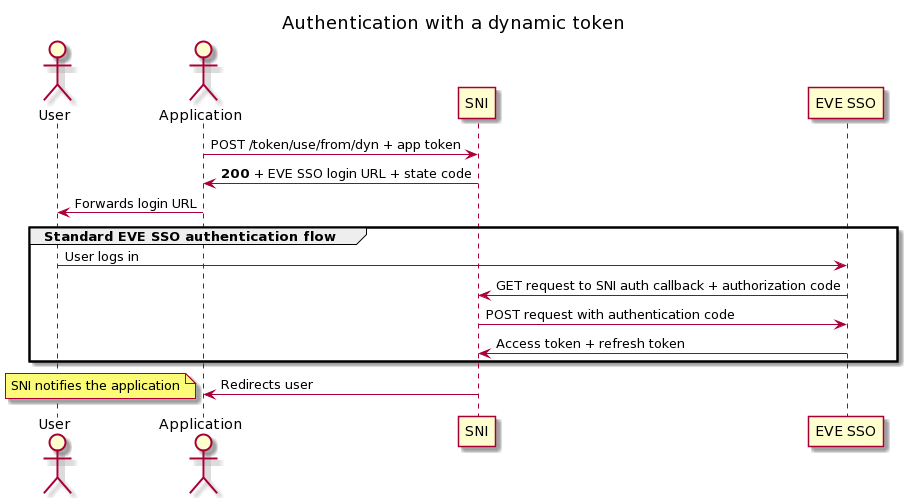 Authentication with a dynamic token
User
Application
SNI
EVE SSO
POST /token/use/from/dyn + app token
200 + EVE SSO login URL + state code
Forwards login URL
Standard EVE SSO authentication flow
User logs in
GET request to SNI auth callback + authorization code
POST request with authentication code
Access token + refresh token
SNI notifies the application
Redirects user
User
Application
SNI
EVE SSO